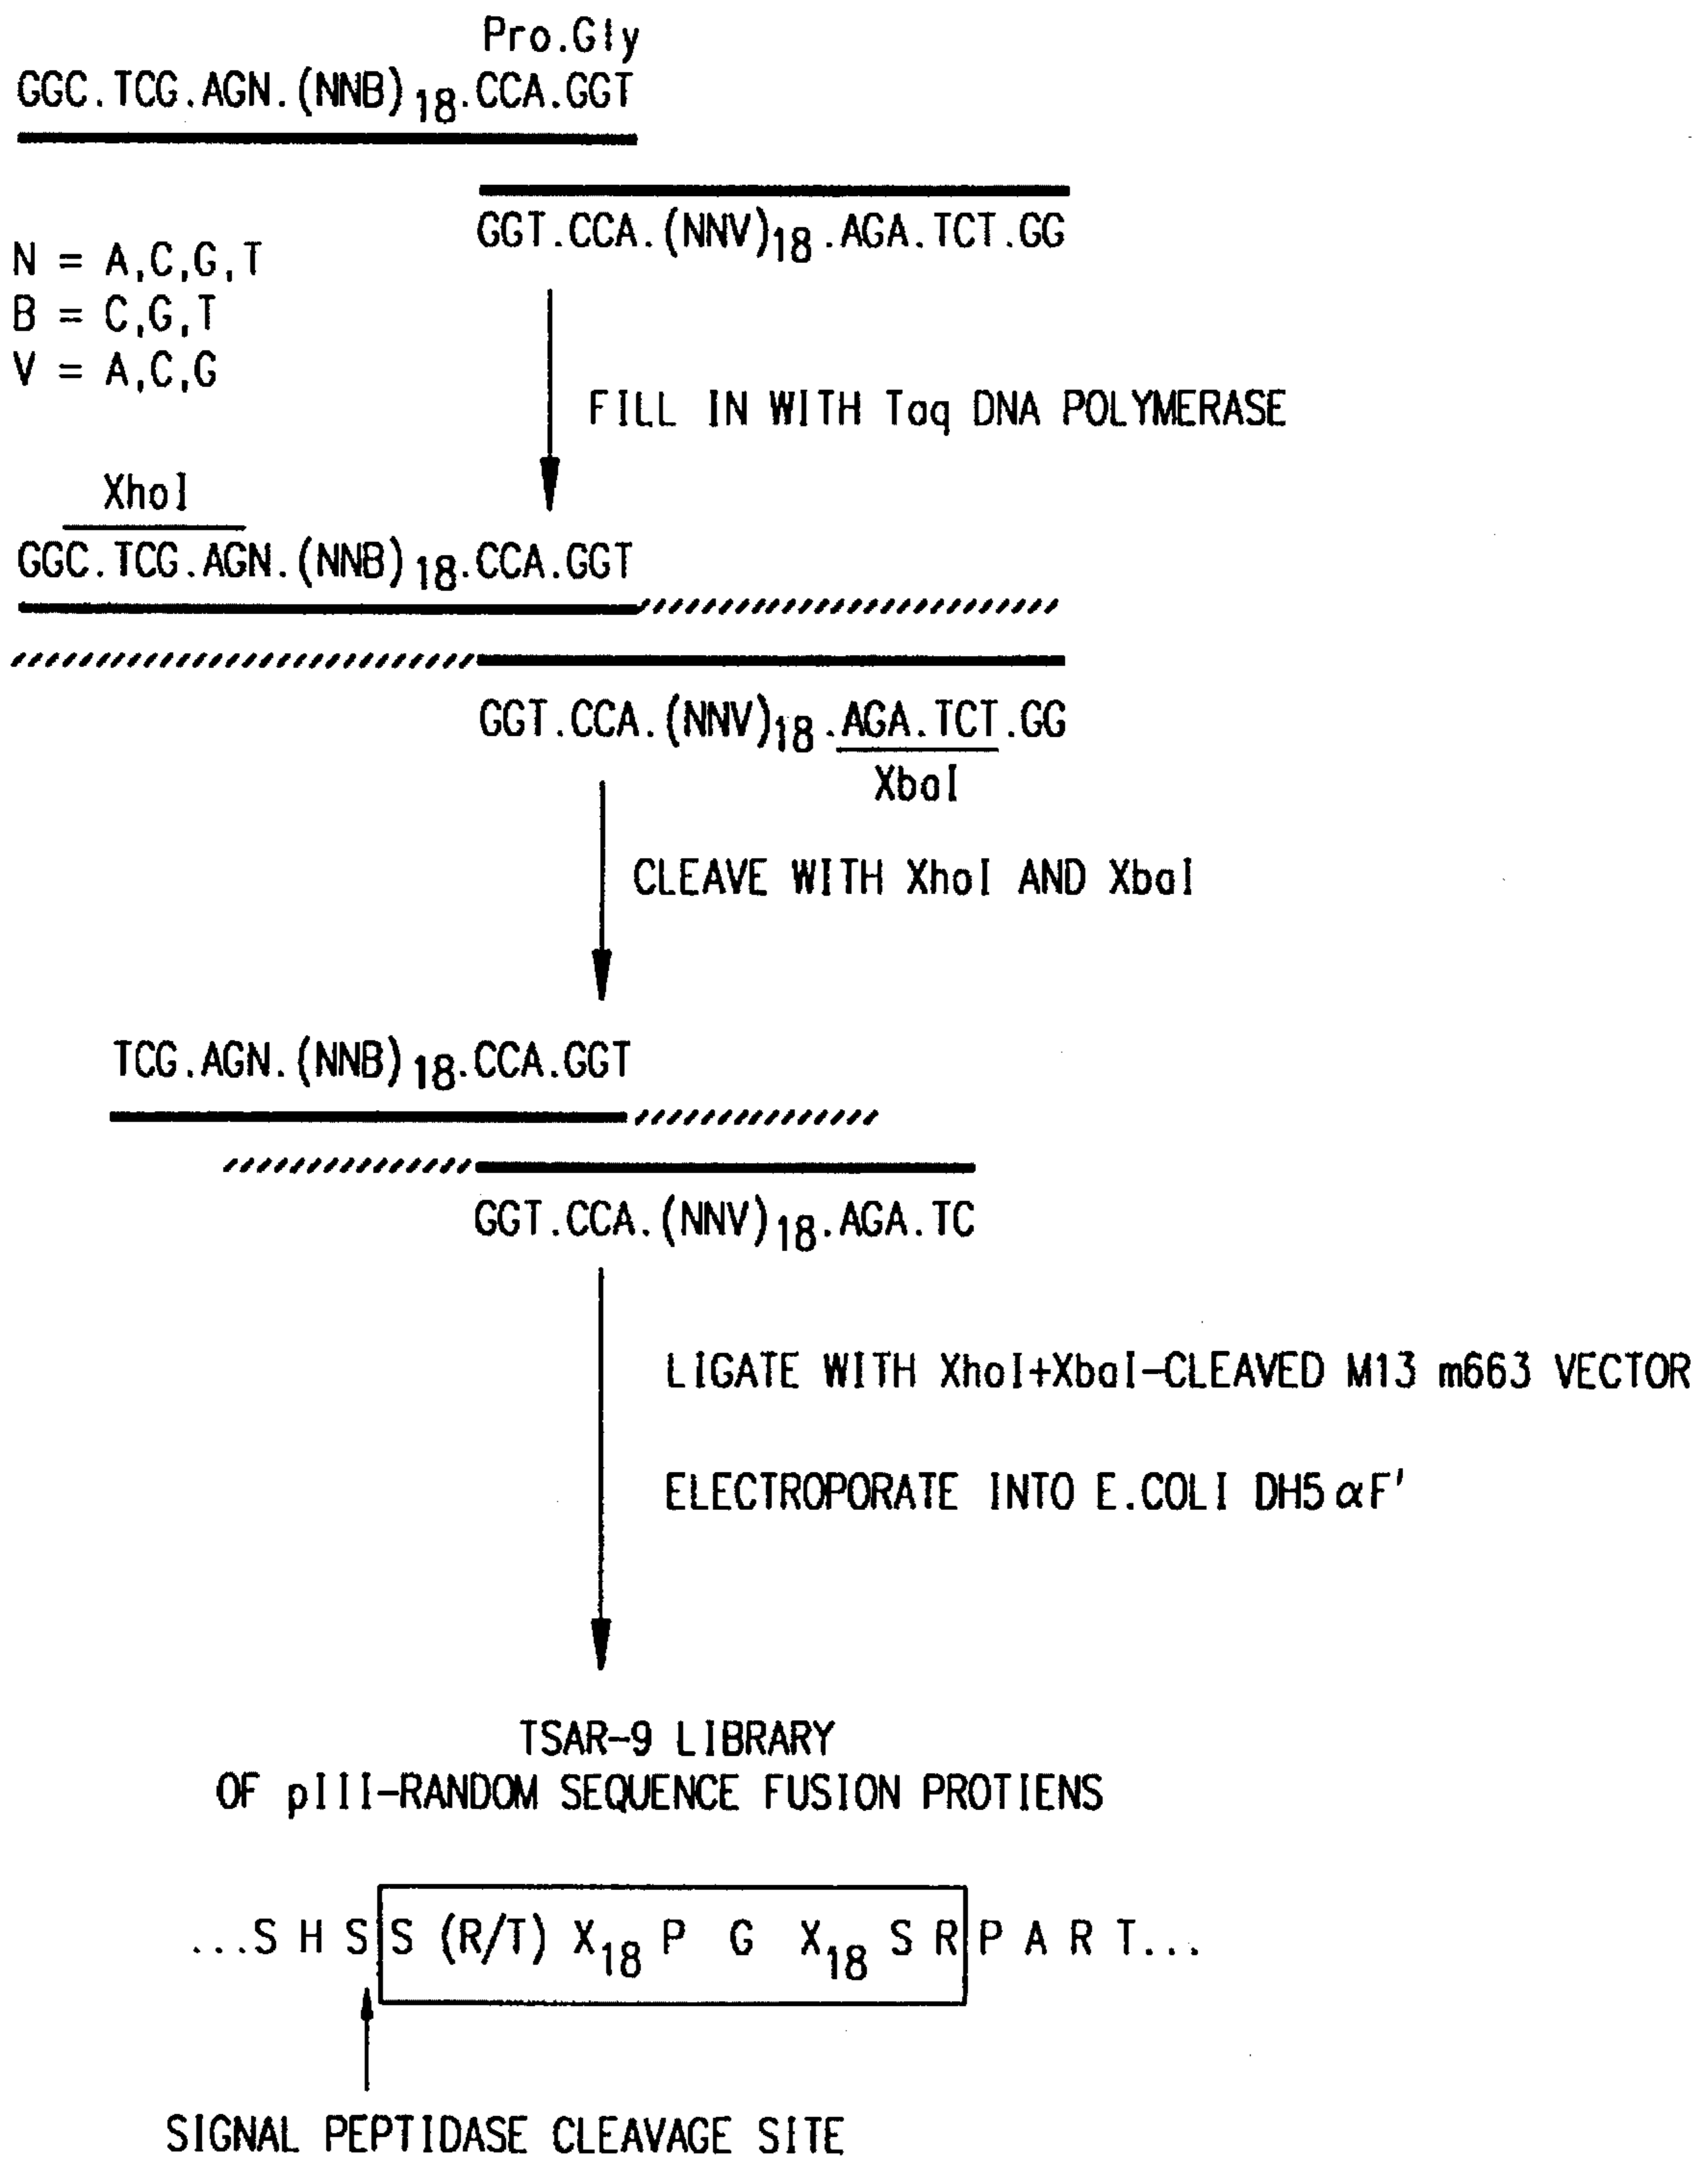 Pro.Gly
GGC.TCG.AGN.(NNB)18.CCA.GGT
GGT.CCA.(NNV)18.AGA.TCT.GG
N = A,C,G,T
B = C,G,T
V = A,C,G
FILL IN WITH Taq DNA POLYMERASE
XhoI
GGC.TCG.AGN.(NNB)18.CCA.GGT
GGT.CCA.(NNV)18.AGA.TCT.GG
XbaI
CLEAVE WITH XhoI AND XbaI
TCG.AGN.(NNB)18.CCA.GGT
GGT.CCA.(NNV)18.AGA.TC
LIGATE WITH XhoI+XbaI-CLEAVED M13 m663 VECTOR
ELECTROPORATE INTO E.COLI DH5αF'
TSAR-9 LIBRARY
OF pIII-RANDOM SEQUENCE FUSION PROTIENS
...S H S S (R/T) X18 P G X18 S R P A R T...
SIGNAL PEPTIDASE CLEAVAGE SITE